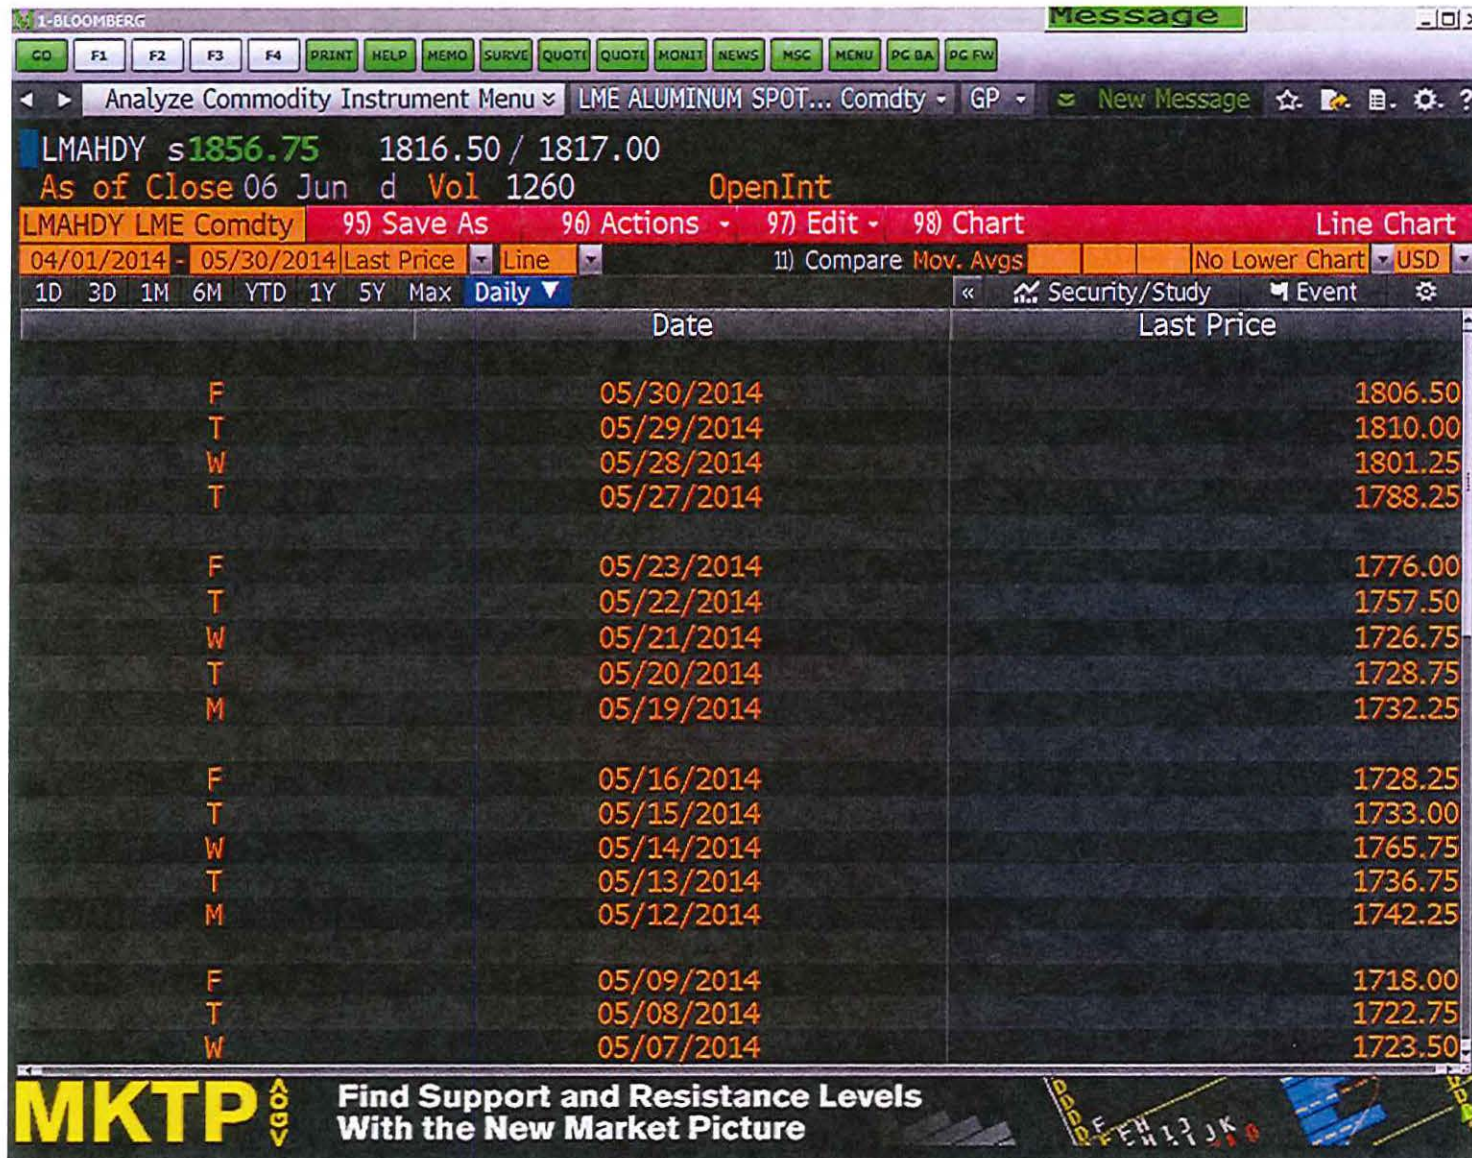 1-BLOOMBERG Message
GO F1 F2 F3 F4 PRINT HELP MEMO SURVE QUOTE QUOTE MONIT NEWS MSG MENU PG BA PG FW
Analyze Commodity Instrument Menu LME ALUMINUM SPOT... Comdty GP New Message ?
LMAHDY s1856.75 1816.50 / 1817.00
As of Close 06 Jun d Vol 1260 OpenInt
LMAHDY LME Comdty 95) Save As 96) Actions 97) Edit 98) Chart Line Chart
04/01/2014 - 05/30/2014 Last Price Line 11) Compare Mov. Avgs No Lower Chart USD
1D 3D 1M 6M YTD 1Y 5Y Max Daily ▼ « Security/Study Event
Date Last Price
F 05/30/2014 1806.50
T 05/29/2014 1810.00
W 05/28/2014 1801.25
T 05/27/2014 1788.25
F 05/23/2014 1776.00
T 05/22/2014 1757.50
W 05/21/2014 1726.75
T 05/20/2014 1728.75
M 05/19/2014 1732.25
F 05/16/2014 1728.25
T 05/15/2014 1733.00
W 05/14/2014 1765.75
T 05/13/2014 1736.75
M 05/12/2014 1742.25
F 05/09/2014 1718.00
T 05/08/2014 1722.75
W 05/07/2014 1723.50
MKTP <GO>
Find Support and Resistance Levels
With the New Market Picture